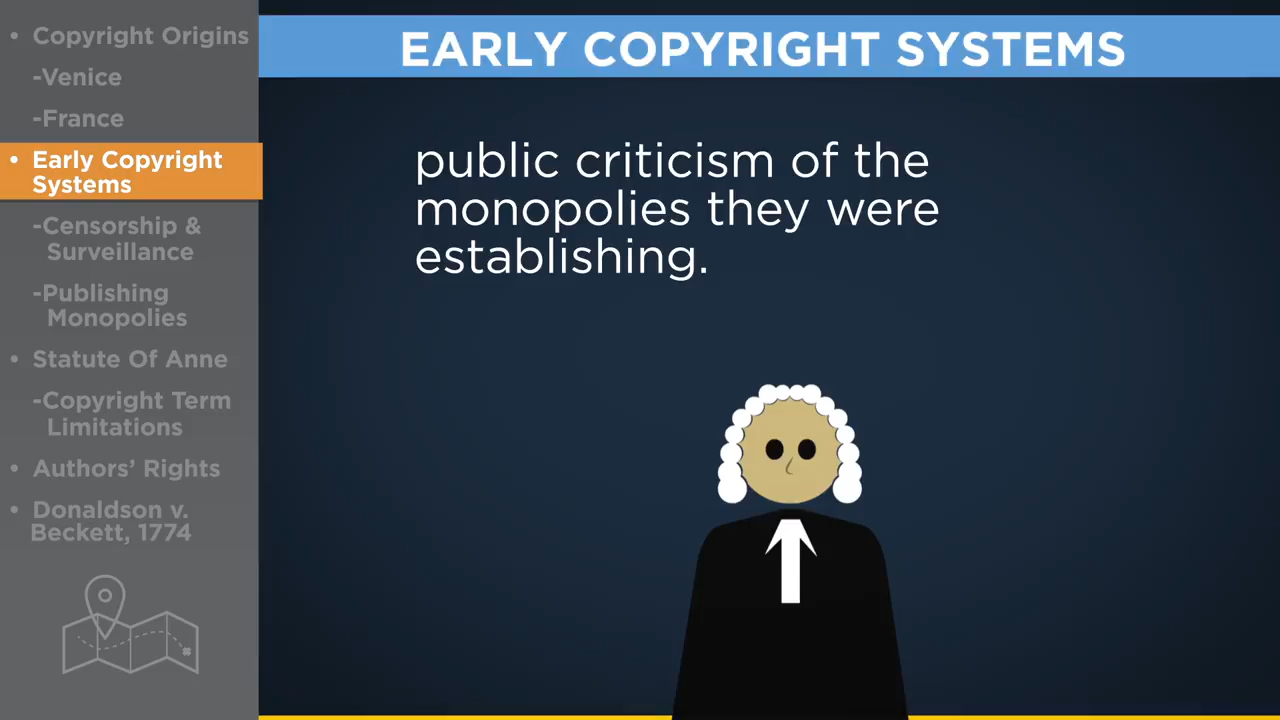 • Copyright Origins
-Venice
-France
• Early Copyright
Systems
-Censorship &
Surveillance
-Publishing
Monopolies
• Statute Of Anne
-Copyright Term
Limitations
• Authors’ Rights
• Donaldson v.
Beckett, 1774
EARLY COPYRIGHT SYSTEMS
public criticism of the
monopolies they were
establishing.